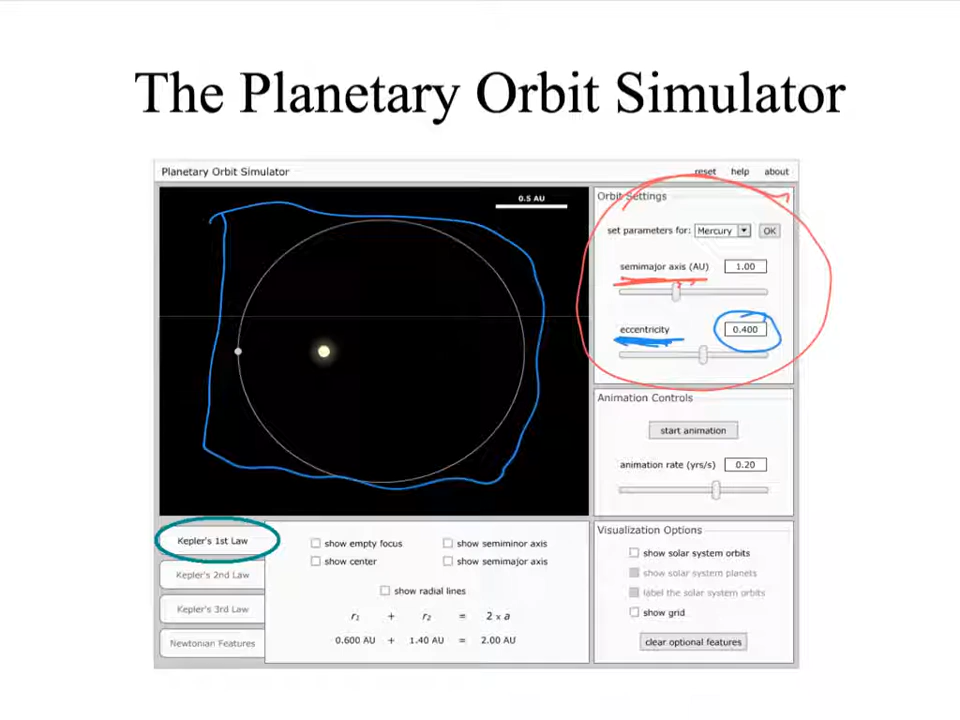 The Planetary Orbit Simulator
Planetary Orbit Simulator
reset help about
0.5 AU
Orbit Settings
set parameters for: Mercury OK
semimajor axis (AU) 1.00
eccentricity 0.400
Animation Controls
start animation
animation rate (yrs/s) 0.20
Kepler's 1st Law
Kepler's 2nd Law
Kepler's 3rd Law
Newtonian Features
show empty focus show semiminor axis
show center show semimajor axis
show radial lines
r₁ + r₂ = 2 x a
0.600 AU + 1.40 AU = 2.00 AU
Visualization Options
show solar system orbits
show solar system planets
label the solar system orbits
show grid
clear optional features